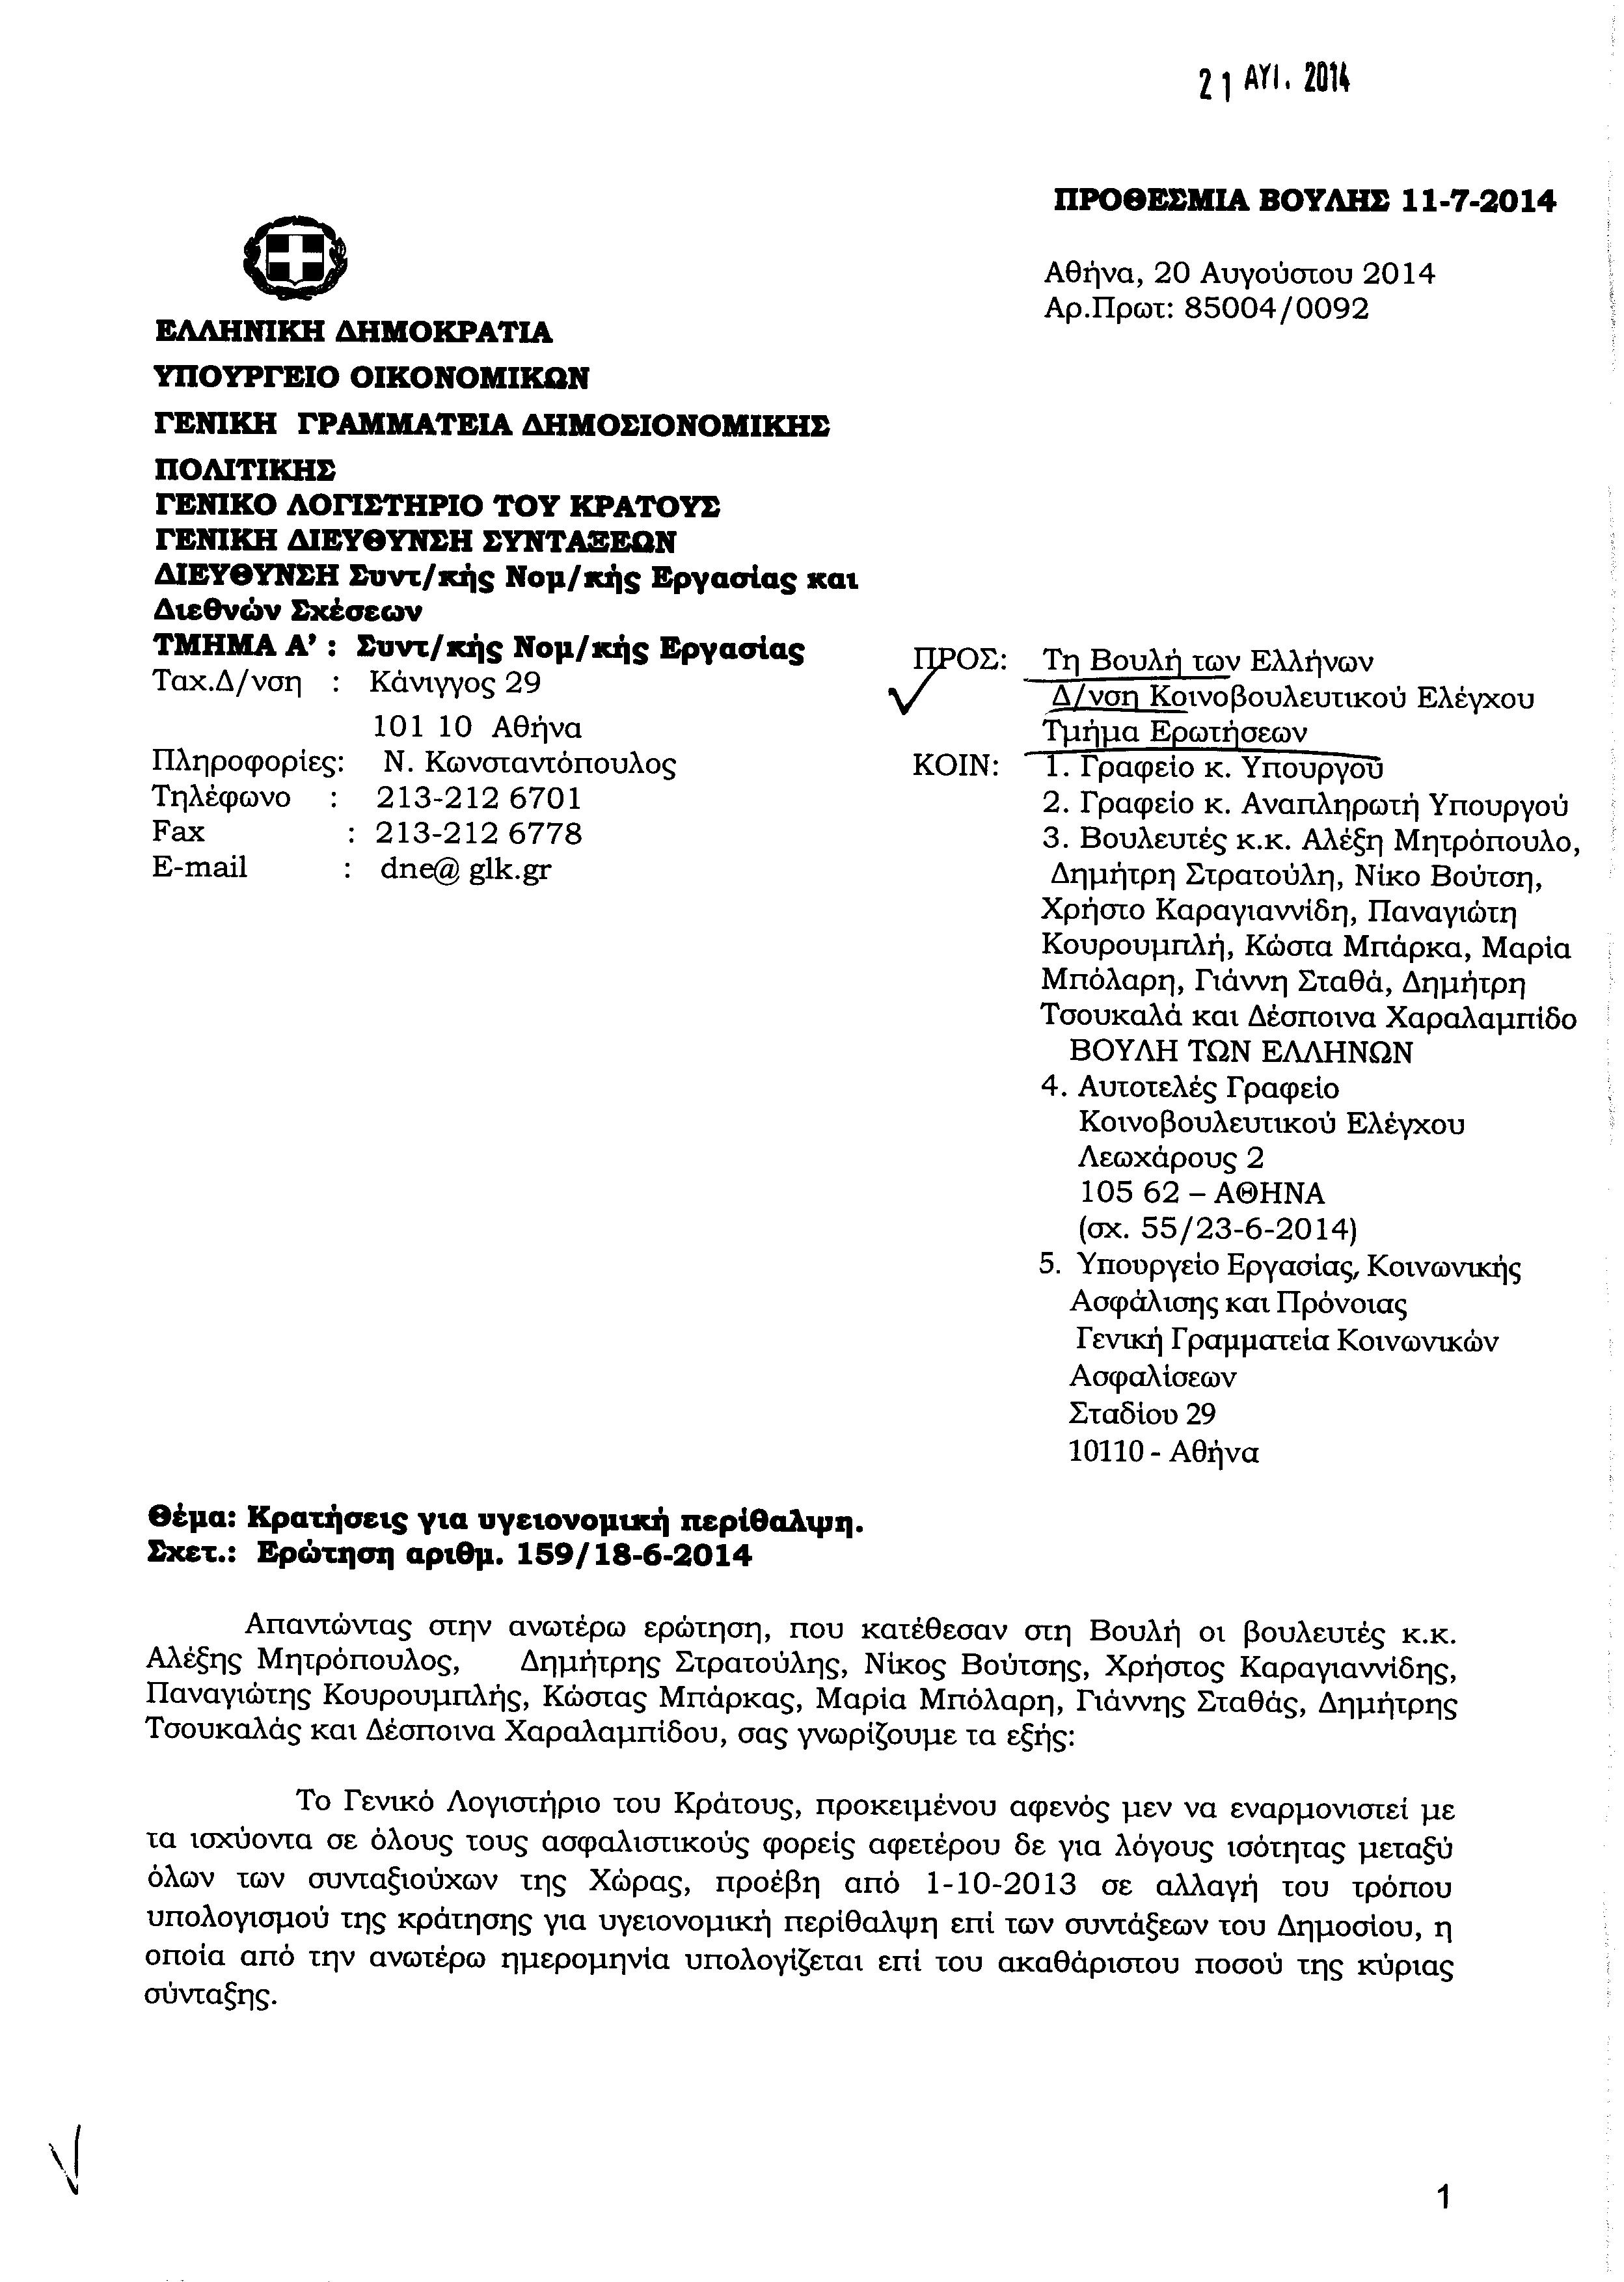 21 ΑΥΓ. 2014
ΠΡΟΘΕΣΜΙΑ ΒΟΥΛΗΣ 11-7-2014
Αθήνα, 20 Αυγούστου 2014
Αρ.Πρωτ: 85004/0092
ΕΛΛΗΝΙΚΗ ΔΗΜΟΚΡΑΤΙΑ
ΥΠΟΥΡΓΕΙΟ ΟΙΚΟΝΟΜΙΚΩΝ
ΓΕΝΙΚΗ ΓΡΑΜΜΑΤΕΙΑ ΔΗΜΟΣΙΟΝΟΜΙΚΗΣ
ΠΟΛΙΤΙΚΗΣ
ΓΕΝΙΚΟ ΛΟΓΙΣΤΗΡΙΟ ΤΟΥ ΚΡΑΤΟΥΣ
ΓΕΝΙΚΗ ΔΙΕΥΘΥΝΣΗ ΣΥΝΤΑΞΕΩΝ
ΔΙΕΥΘΥΝΣΗ Συντ/κής Νομ/κής Εργασίας και
Διεθνών Σχέσεων
ΤΜΗΜΑ Α' : Συντ/κής Νομ/κής Εργασίας
Ταχ.Δ/νση : Κάνιγγος 29
101 10 Αθήνα
Πληροφορίες: Ν. Κωνσταντόπουλος
Τηλέφωνο : 213-212 6701
Fax : 213-212 6778
E-mail : dne@ glk.gr
ΠΡΟΣ: Τη Βουλή των Ελλήνων
Δ/νση Κοινοβουλευτικού Ελέγχου
Τμήμα Ερωτήσεων
ΚΟΙΝ: 1. Γραφείο κ. Υπουργού
2. Γραφείο κ. Αναπληρωτή Υπουργού
3. Βουλευτές κ.κ. Αλέξη Μητρόπουλο,
Δημήτρη Στρατούλη, Νίκο Βούτση,
Χρήστο Καραγιαννίδη, Παναγιώτη
Κουρουμπλή, Κώστα Μπάρκα, Μαρία
Μπόλαρη, Γιάννη Σταθά, Δημήτρη
Τσουκαλά και Δέσποινα Χαραλαμπίδο
ΒΟΥΛΗ ΤΩΝ ΕΛΛΗΝΩΝ
4. Αυτοτελές Γραφείο
Κοινοβουλευτικού Ελέγχου
Λεωχάρους 2
105 62 – ΑΘΗΝΑ
(σχ. 55/23-6-2014)
5. Υπουργείο Εργασίας, Κοινωνικής
Ασφάλισης και Πρόνοιας
Γενική Γραμματεία Κοινωνικών
Ασφαλίσεων
Σταδίου 29
10110 - Αθήνα
Θέμα: Κρατήσεις για υγειονομική περίθαλψη.
Σχετ.: Ερώτηση αριθμ. 159/18-6-2014
Απαντώντας στην ανωτέρω ερώτηση, που κατέθεσαν στη Βουλή οι βουλευτές κ.κ.
Αλέξης Μητρόπουλος, Δημήτρης Στρατούλης, Νίκος Βούτσης, Χρήστος Καραγιαννίδης,
Παναγιώτης Κουρουμπλής, Κώστας Μπάρκας, Μαρία Μπόλαρη, Γιάννης Σταθάς, Δημήτρης
Τσουκαλάς και Δέσποινα Χαραλαμπίδου, σας γνωρίζουμε τα εξής:
Το Γενικό Λογιστήριο του Κράτους, προκειμένου αφενός μεν να εναρμονιστεί με
τα ισχύοντα σε όλους τους ασφαλιστικούς φορείς αφετέρου δε για λόγους ισότητας μεταξύ
όλων των συνταξιούχων της Χώρας, προέβη από 1-10-2013 σε αλλαγή του τρόπου
υπολογισμού της κράτησης για υγειονομική περίθαλψη επί των συντάξεων του Δημοσίου, η
οποία από την ανωτέρω ημερομηνία υπολογίζεται επί του ακαθάριστου ποσού της κύριας
σύνταξης.
1